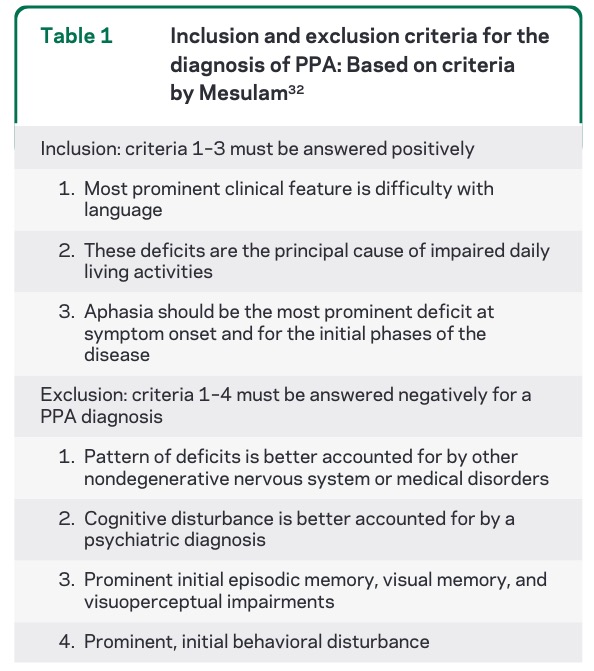 Table 1
Inclusion and exclusion criteria for the
diagnosis of PPA: Based on criteria
by Mesulam³²
Inclusion: criteria 1–3 must be answered positively
1. Most prominent clinical feature is difficulty with
language
2. These deficits are the principal cause of impaired daily
living activities
3. Aphasia should be the most prominent deficit at
symptom onset and for the initial phases of the
disease
Exclusion: criteria 1–4 must be answered negatively for a
PPA diagnosis
1. Pattern of deficits is better accounted for by other
nondegenerative nervous system or medical disorders
2. Cognitive disturbance is better accounted for by a
psychiatric diagnosis
3. Prominent initial episodic memory, visual memory, and
visuoperceptual impairments
4. Prominent, initial behavioral disturbance